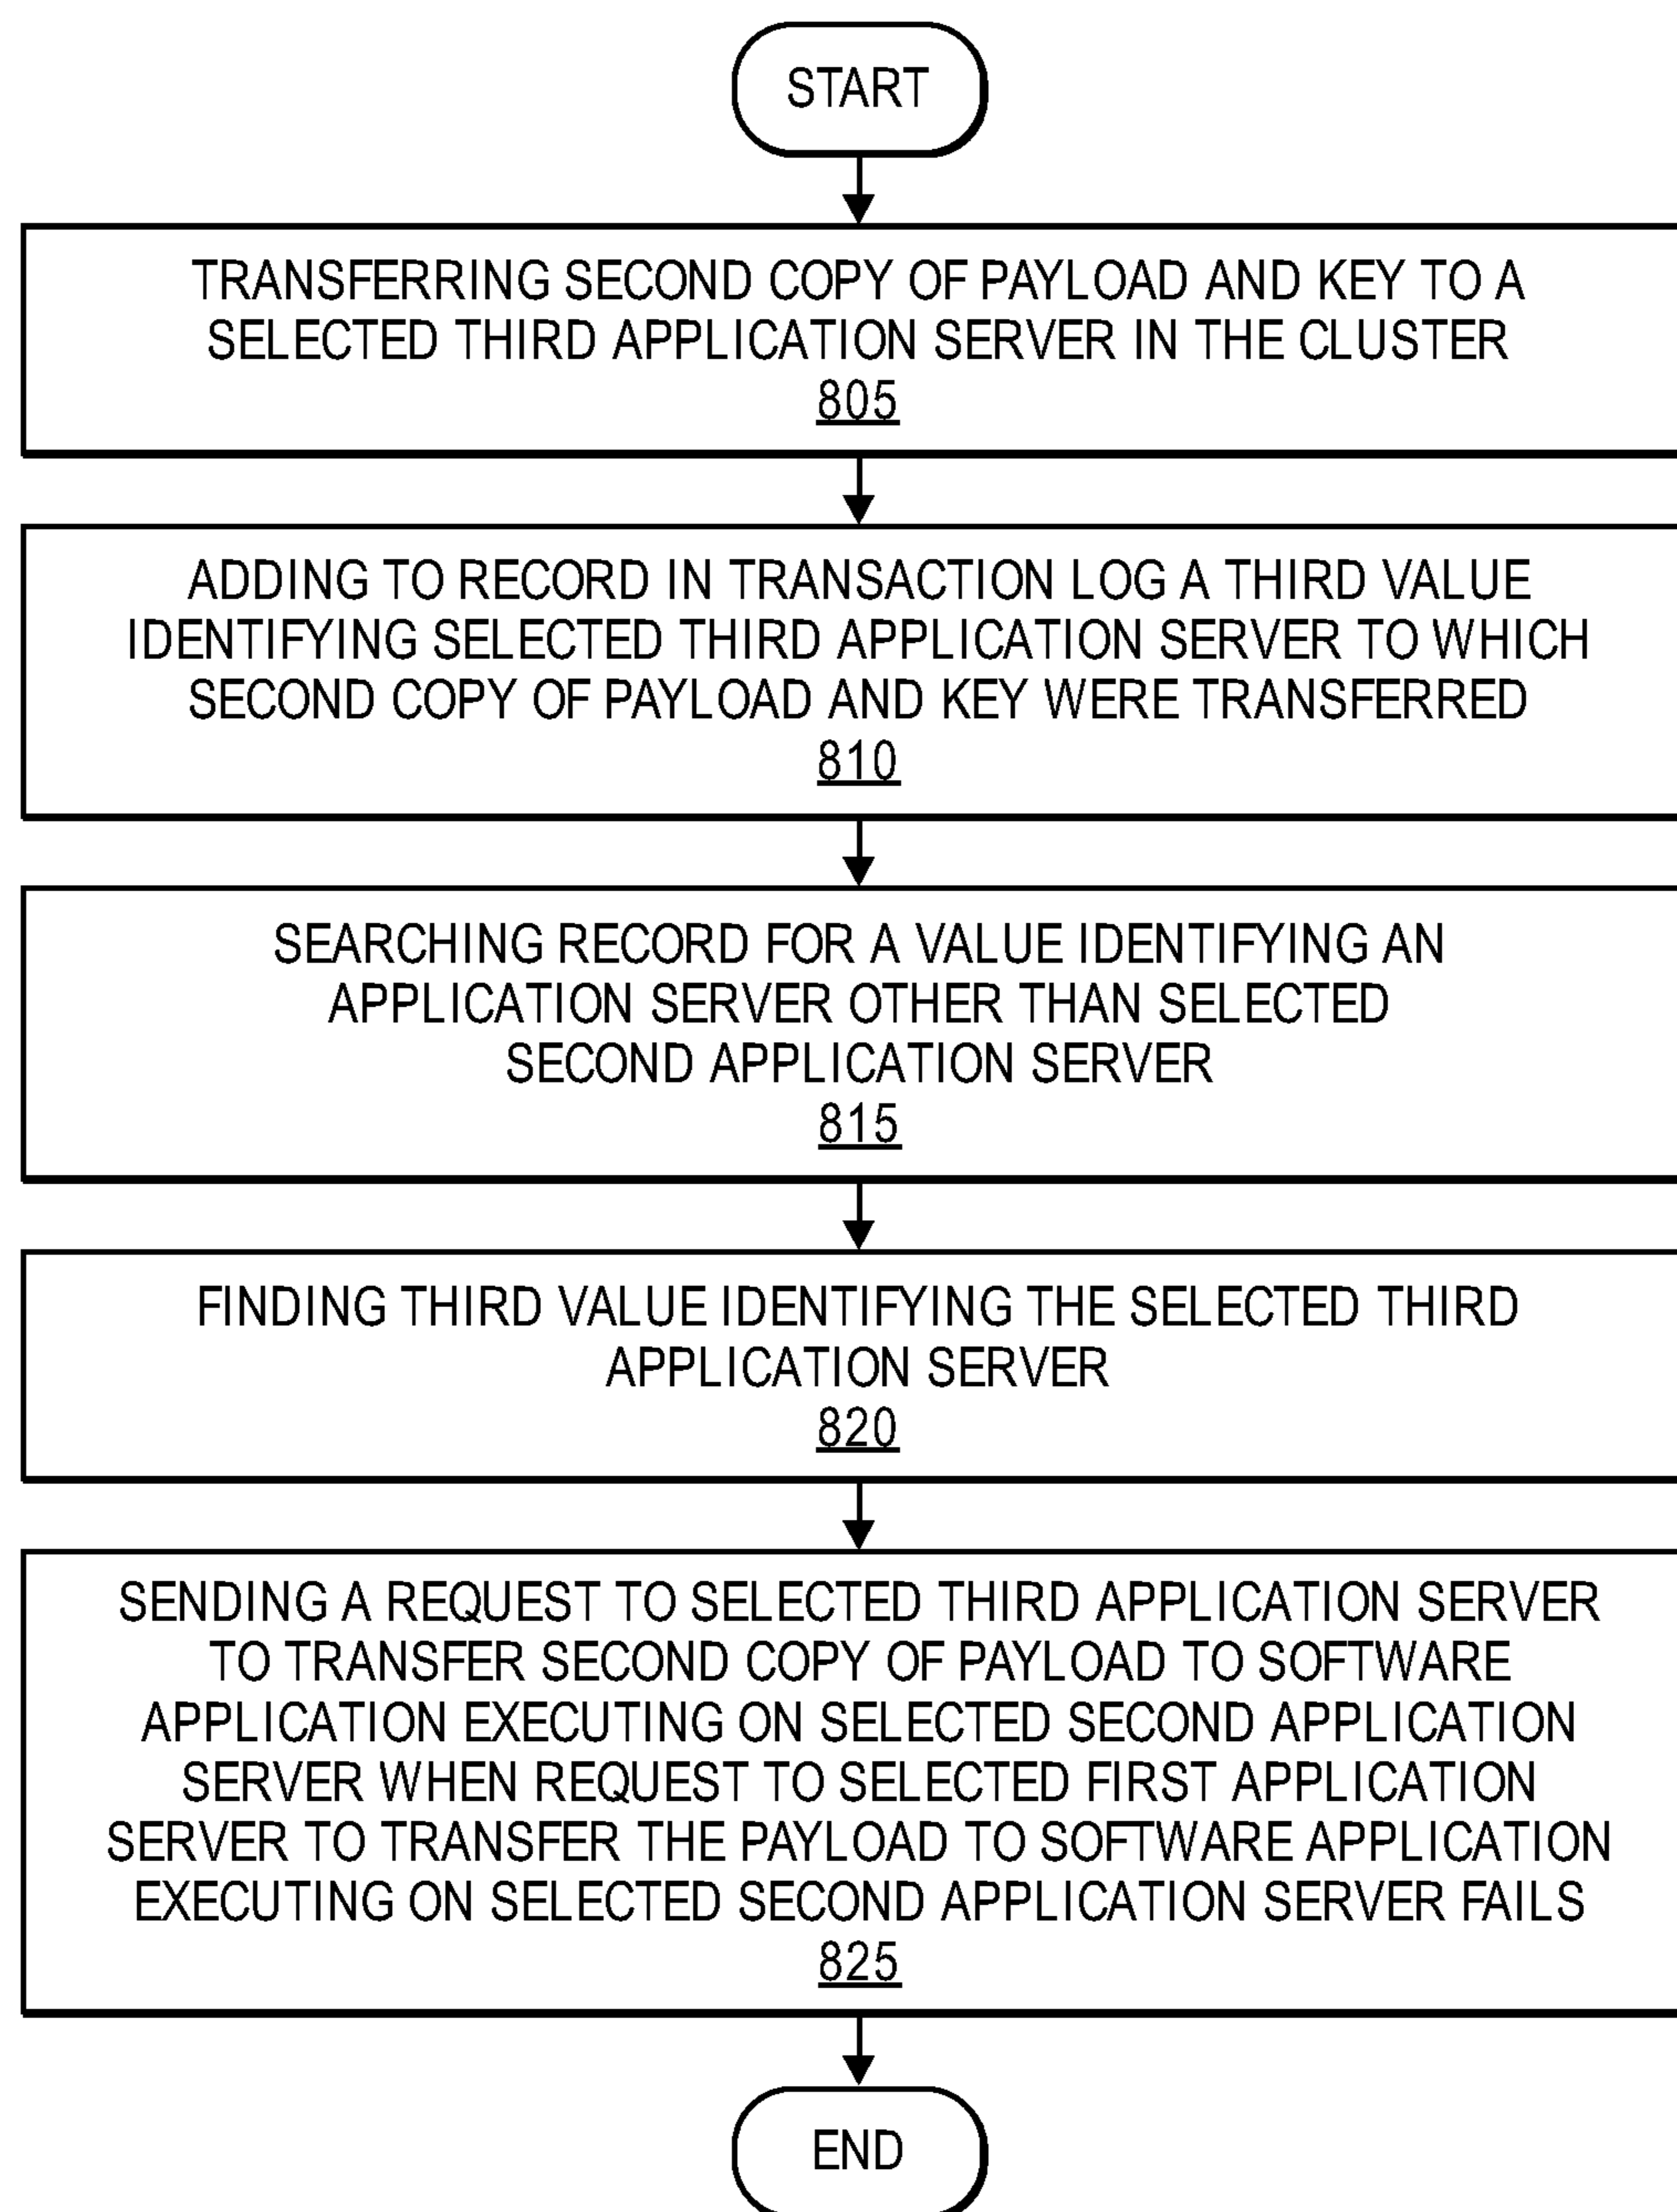 START
TRANSFERRING SECOND COPY OF PAYLOAD AND KEY TO A
SELECTED THIRD APPLICATION SERVER IN THE CLUSTER
805
ADDING TO RECORD IN TRANSACTION LOG A THIRD VALUE
IDENTIFYING SELECTED THIRD APPLICATION SERVER TO WHICH
SECOND COPY OF PAYLOAD AND KEY WERE TRANSFERRED
810
SEARCHING RECORD FOR A VALUE IDENTIFYING AN
APPLICATION SERVER OTHER THAN SELECTED
SECOND APPLICATION SERVER
815
FINDING THIRD VALUE IDENTIFYING THE SELECTED THIRD
APPLICATION SERVER
820
SENDING A REQUEST TO SELECTED THIRD APPLICATION SERVER
TO TRANSFER SECOND COPY OF PAYLOAD TO SOFTWARE
APPLICATION EXECUTING ON SELECTED SECOND APPLICATION
SERVER WHEN REQUEST TO SELECTED FIRST APPLICATION
SERVER TO TRANSFER THE PAYLOAD TO SOFTWARE APPLICATION
EXECUTING ON SELECTED SECOND APPLICATION SERVER FAILS
825
END